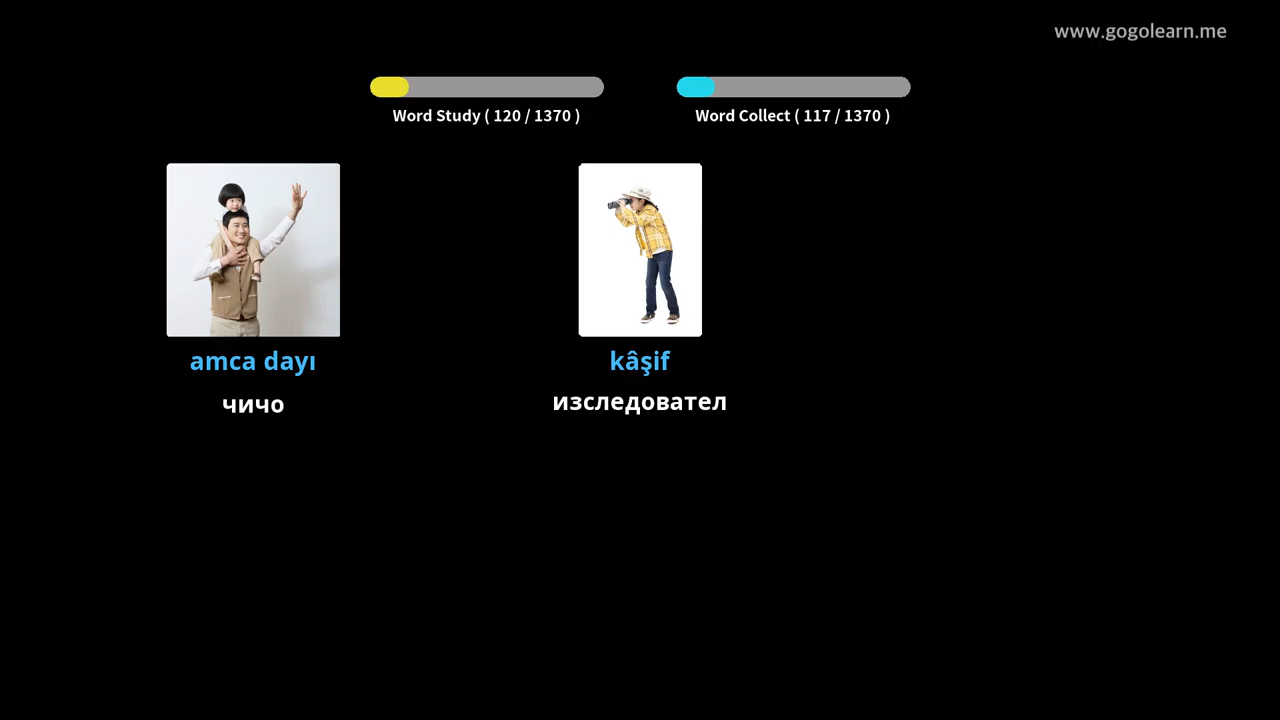 www.gogolearn.me
Word Study ( 120 / 1370 )
Word Collect ( 117 / 1370 )
amca dayı
чичо
kâşif
изследовател